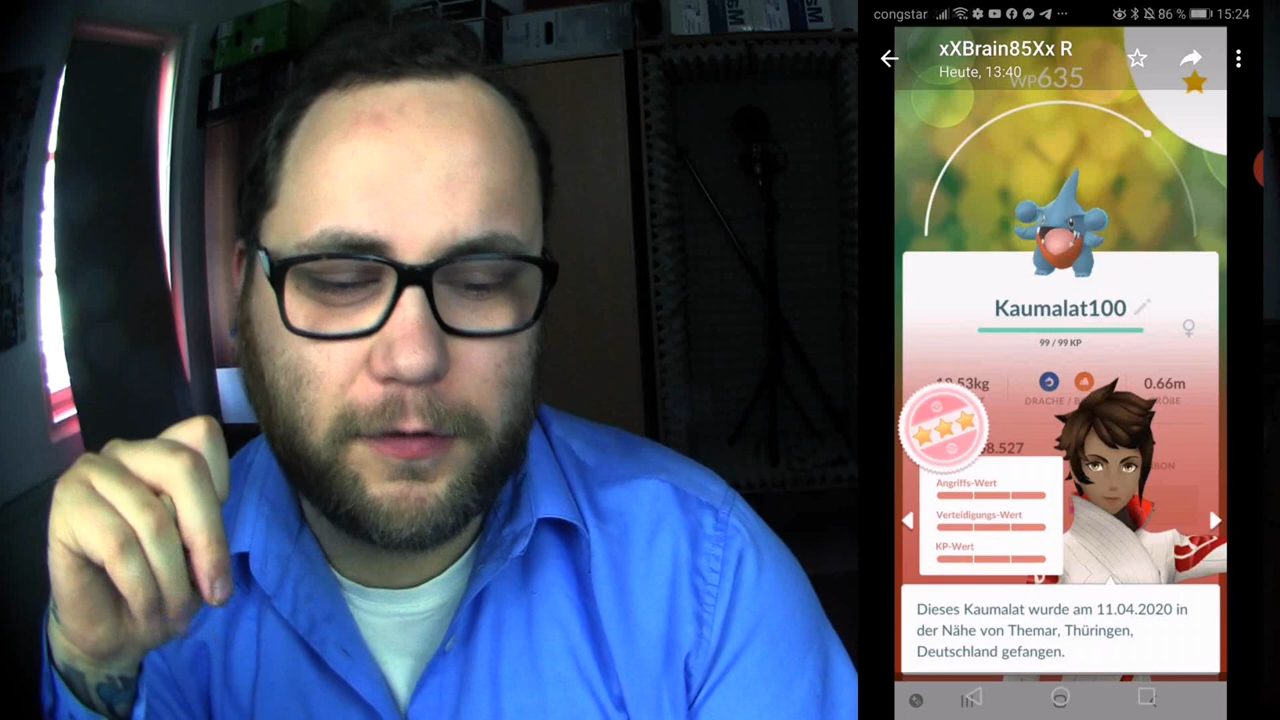 congstar 86 % 15:24
xXBrain85Xx R
Heute, 13:40
WP635
Kaumalat100
99 / 99 KP
0.66m
DRACHE /
Angriffs-Wert
Verteidigungs-Wert
KP-Wert
Dieses Kaumalat wurde am 11.04.2020 in
der Nähe von Themar, Thüringen,
Deutschland gefangen.